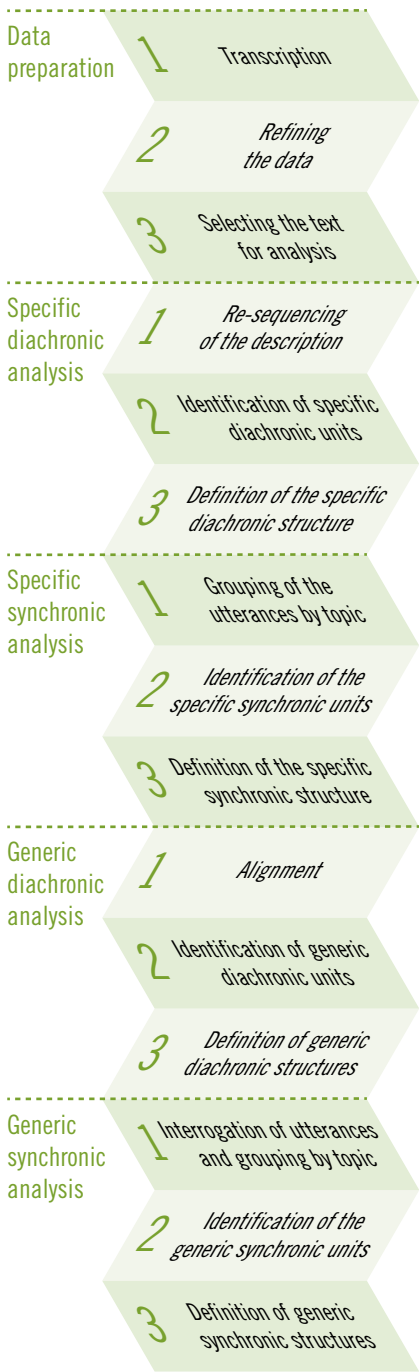 Data
preparation
1 Transcription
2 Refining
the data
3 Selecting the text
for analysis
Specific
diachronic
analysis
1 Re-sequencing
of the description
2 Identification of specific
diachronic units
3 Definition of the specific
diachronic structure
Specific
synchronic
analysis
1 Grouping of the
utterances by topic
2 Identification of the
specific synchronic units
3 Definition of the specific
synchronic structure
Generic
diachronic
analysis
1 Alignment
2 Identification of generic
diachronic units
3 Definition of generic
diachronic structures
Generic
synchronic
analysis
1 Interrogation of utterances
and grouping by topic
2 Identification of the
generic synchronic units
3 Definition of generic
synchronic structures